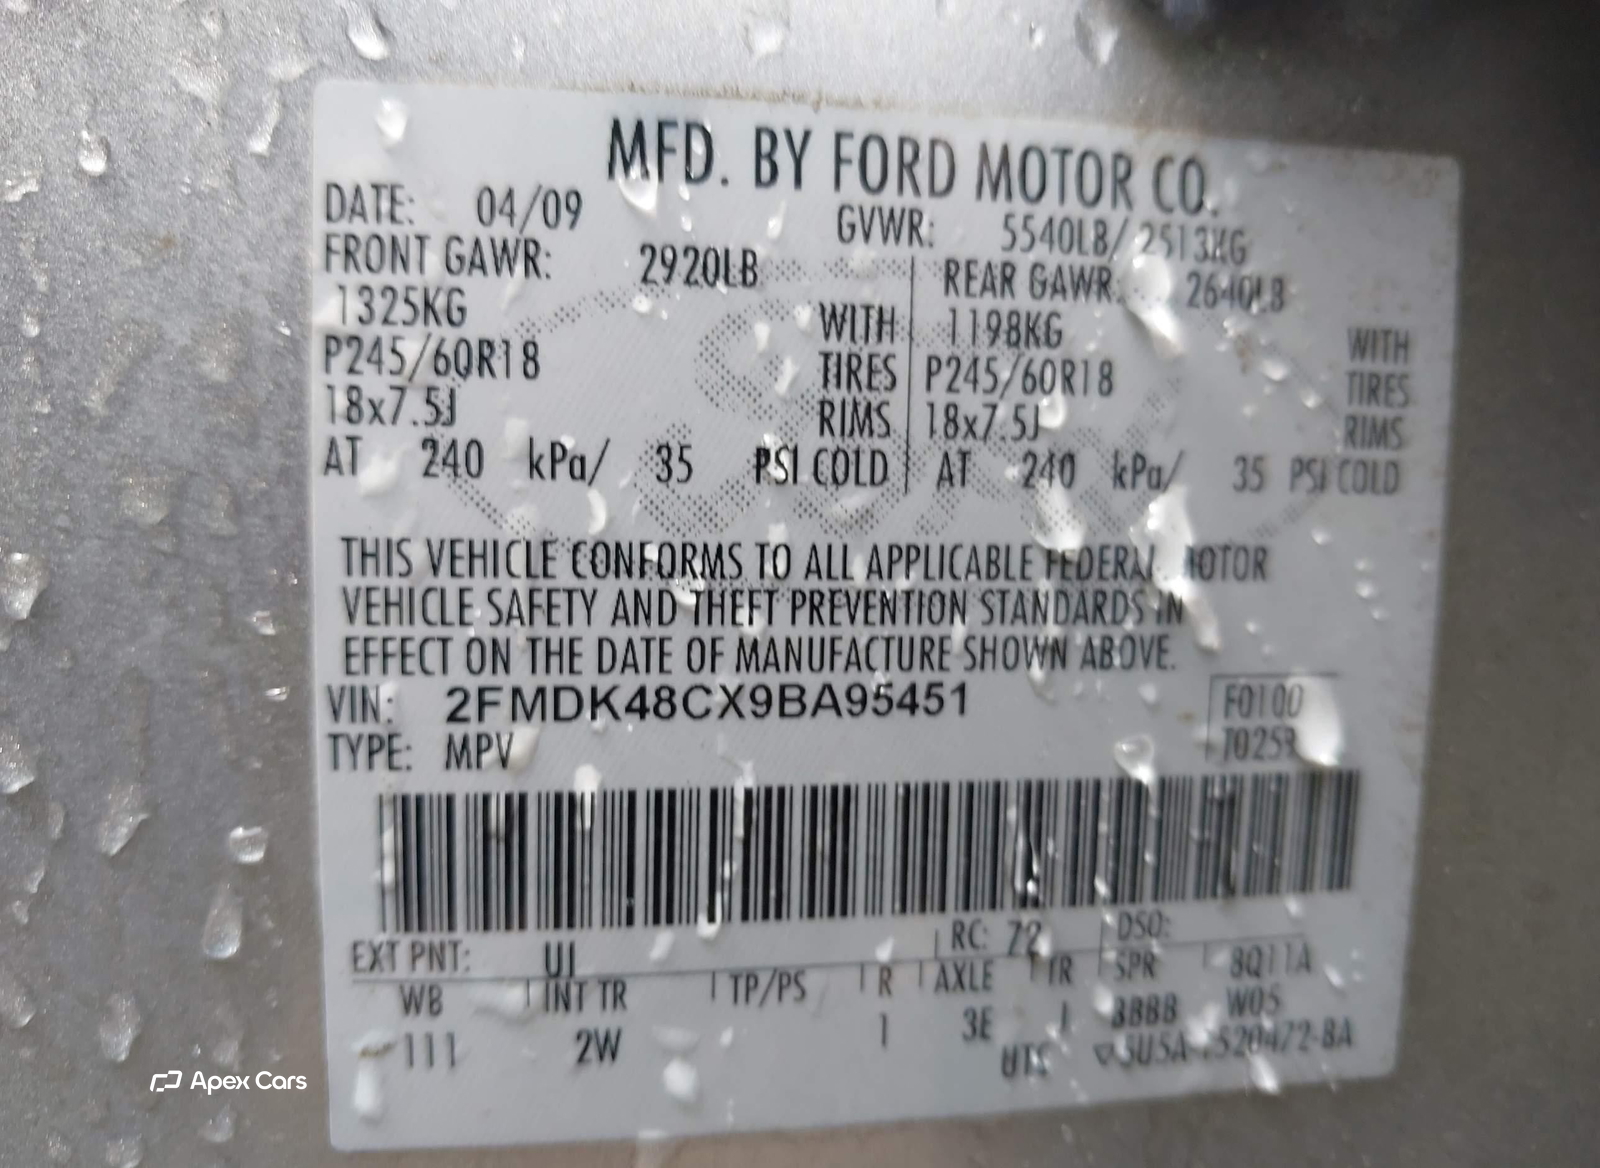 MFD. BY FORD MOTOR CO.
DATE: 04/09 GVWR: 5540LB/ 2513KG
FRONT GAWR: 2920LB REAR GAWR: 2640LB
1325KG WITH 1198KG WITH
P245/60R18 TIRES P245/60R18 TIRES
18x7.5J RIMS 18x7.5J RIMS
AT 240 kPa/ 35 PSI COLD AT 240 kPa/ 35 PSI COLD
THIS VEHICLE CONFORMS TO ALL APPLICABLE FEDERAL MOTOR
VEHICLE SAFETY AND THEFT PREVENTION STANDARDS IN
EFFECT ON THE DATE OF MANUFACTURE SHOWN ABOVE.
VIN: 2FMDK48CX9BA95451 F0100
TYPE: MPV
EXT PNT: UI RC: 72 DSO:
WB INT TR TP/PS R AXLE TR SPR 8Q11A
111 2W 1 3E BBBB W05
UTC
Apex Cars